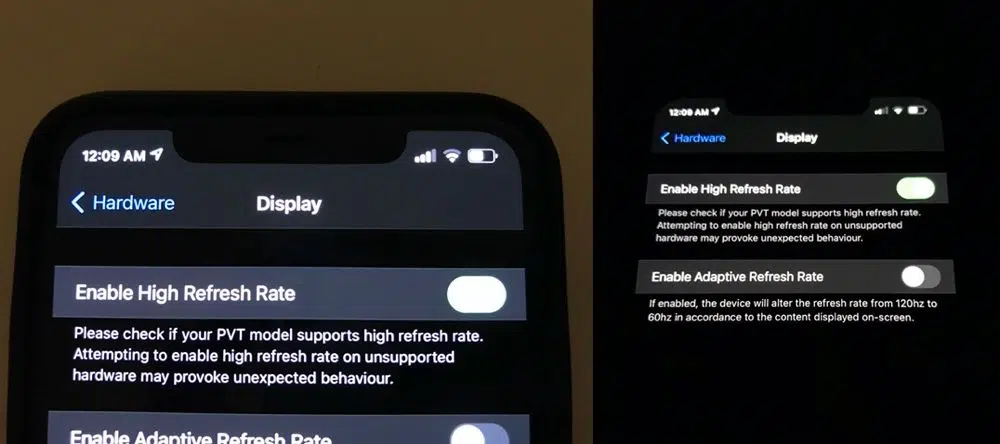 12:09 AM
Hardware
Display
Enable High Refresh Rate
Please check if your PVT model supports high refresh rate.
Attempting to enable high refresh rate on unsupported
hardware may provoke unexpected behaviour.
Enable Adaptive Refresh Rate
12:09 AM
Hardware
Display
Enable High Refresh Rate
Please check if your PVT model supports high refresh rate.
Attempting to enable high refresh rate on unsupported
hardware may provoke unexpected behaviour.
Enable Adaptive Refresh Rate
If enabled, the device will alter the refresh rate from 120hz to
60hz in accordance to the content displayed on-screen.